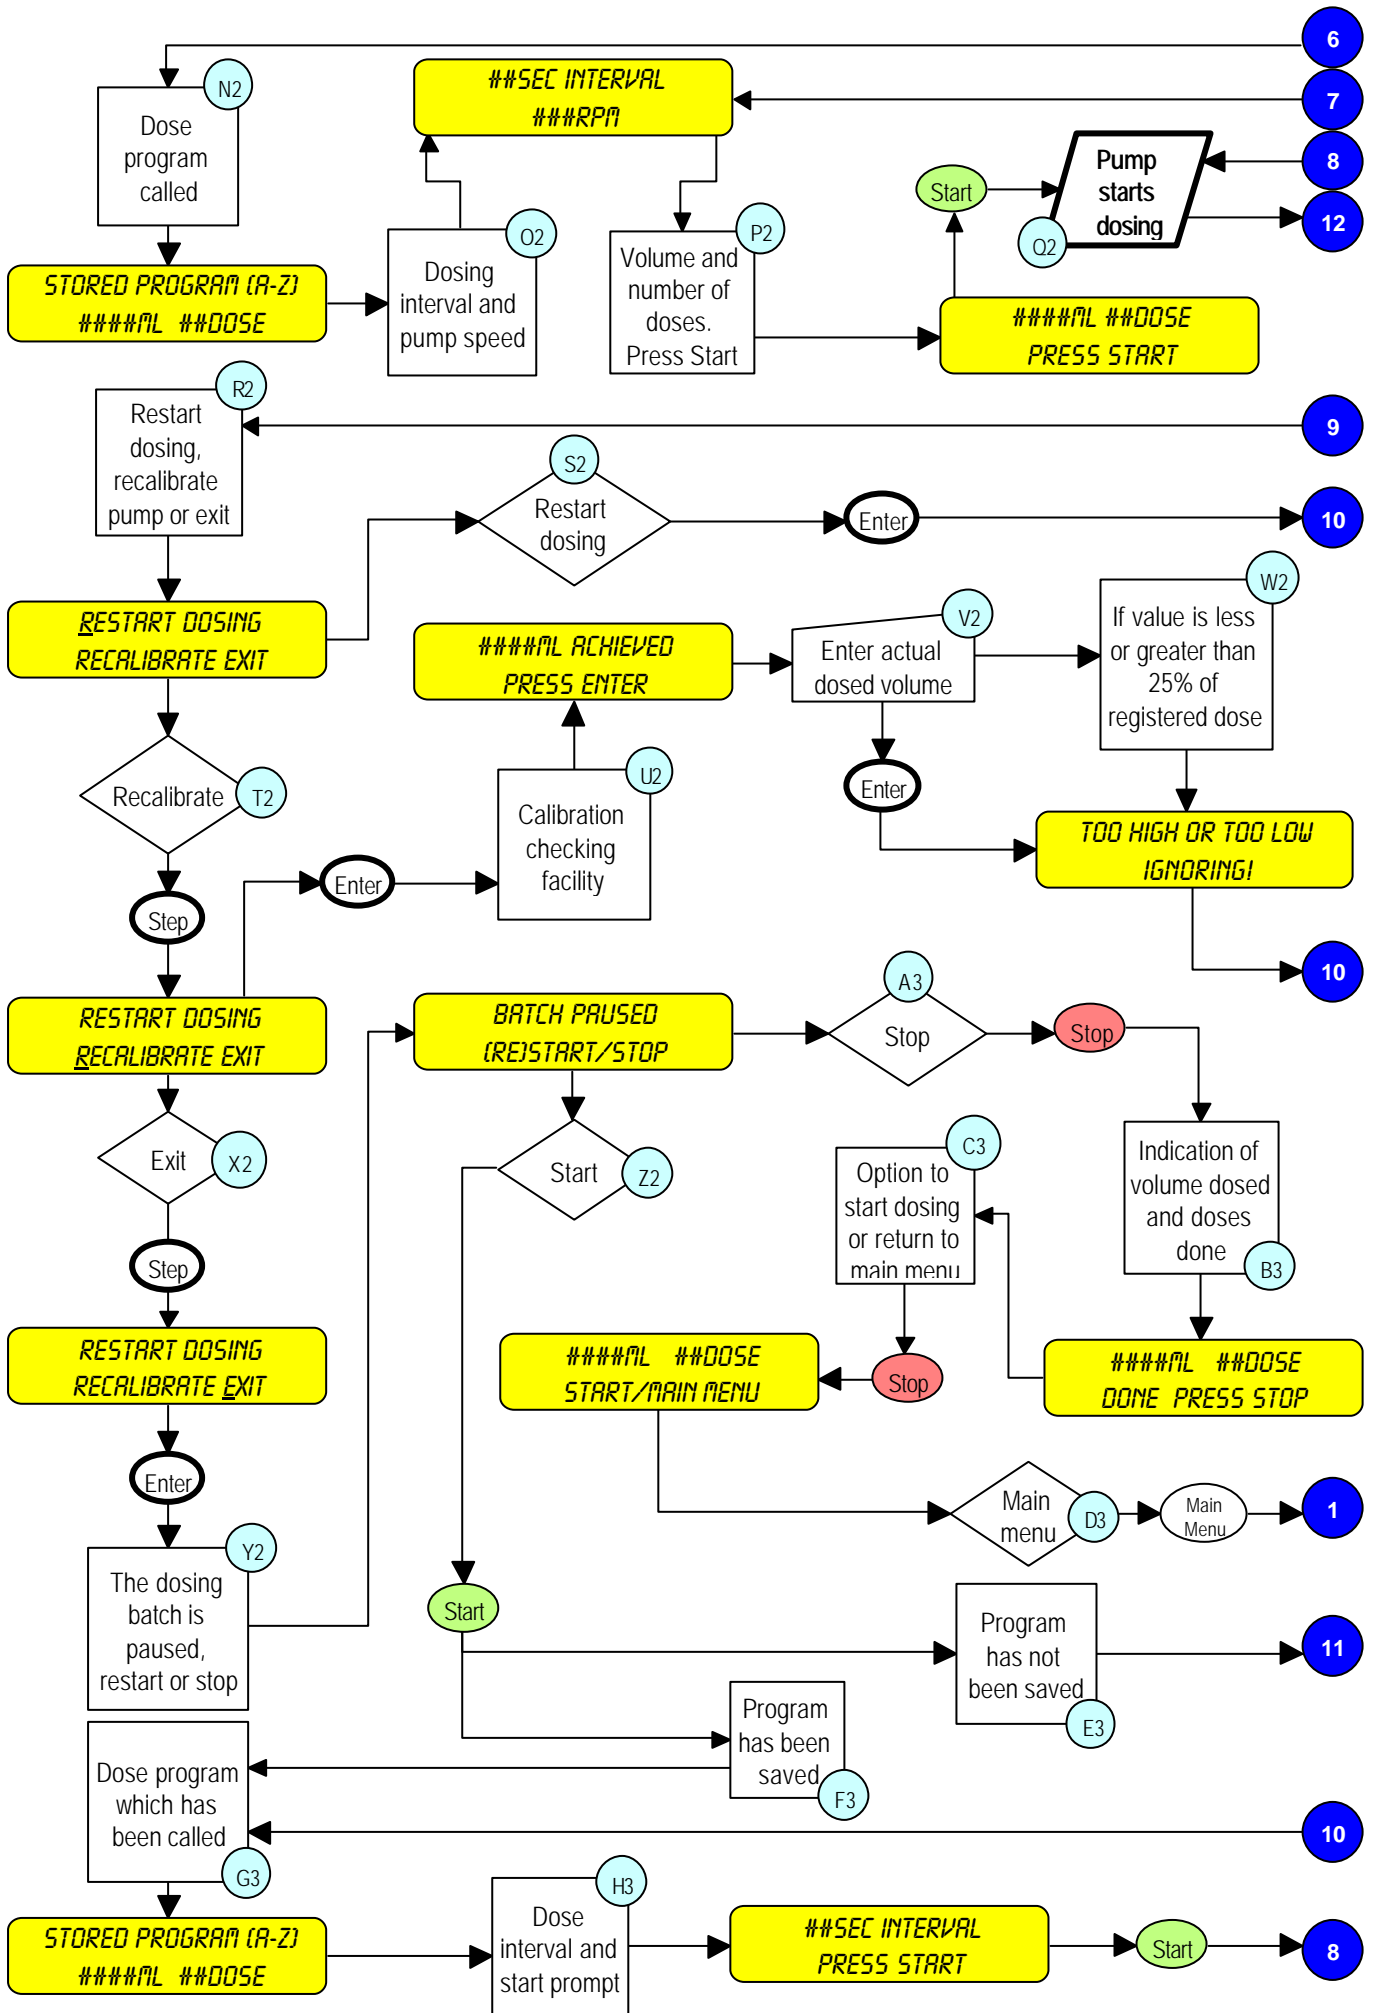 6
N2
Dose
program
called
##SEC INTERVAL
###RPM
7
Start
Pump
starts
dosing
Q2
8
12
STORED PROGRAM (A-Z)
####ML ##DOSE
O2
Dosing
interval and
pump speed
P2
Volume and
number of
doses.
Press Start
####ML ##DOSE
PRESS START
R2
Restart
dosing,
recalibrate
pump or exit
9
S2
Restart
dosing
Enter
10
RESTART DOSING
RECALIBRATE EXIT
####ML ACHIEVED
PRESS ENTER
V2
Enter actual
dosed volume
W2
If value is less
or greater than
25% of
registered dose
Recalibrate
T2
Enter
U2
Calibration
checking
facility
TOO HIGH OR TOO LOW
IGNORING!
Step
Enter
10
RESTART DOSING
RECALIBRATE EXIT
BATCH PAUSED
(RE)START/STOP
A3
Stop
Stop
Exit
X2
Start
Z2
C3
Option to
start dosing
or return to
main menu
Indication of
volume dosed
and doses
done
B3
Step
RESTART DOSING
RECALIBRATE EXIT
####ML ##DOSE
START/MAIN MENU
Stop
####ML ##DOSE
DONE PRESS STOP
Enter
Main
menu
D3
Main
Menu
1
Y2
The dosing
batch is
paused,
restart or stop
Start
Program
has not
been saved
E3
11
Program
has been
saved
F3
Dose program
which has
been called
G3
10
STORED PROGRAM (A-Z)
####ML ##DOSE
H3
Dose
interval and
start prompt
##SEC INTERVAL
PRESS START
Start
8